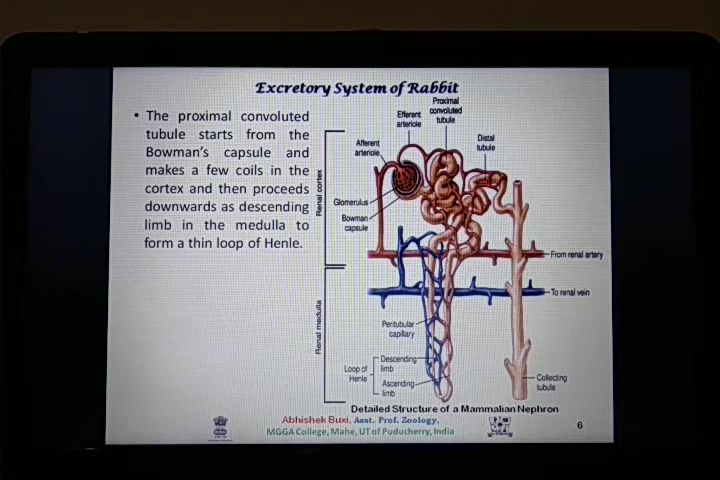 Excretory System of Rabbit
• The proximal convoluted
tubule starts from the
Bowman's capsule and
makes a few coils in the
cortex and then proceeds
downwards as descending
limb in the medulla to
form a thin loop of Henle.
Proximal
convoluted
tubule
Efferent
arteriole
Distal
tubule
Afferent
arteriole
Renal cortex
Glomerulus
Bowman
capsule
From renal artery
To renal vein
Renal medulla
Peritubular
capillary
Loop of
Henle
Descending
limb
Ascending
limb
Collecting
tubule
Detailed Structure of a Mammalian Nephron
Abhishek Buxi, Asst. Prof. Zoology,
MGGA College, Mahe, UT of Puducherry, India
6